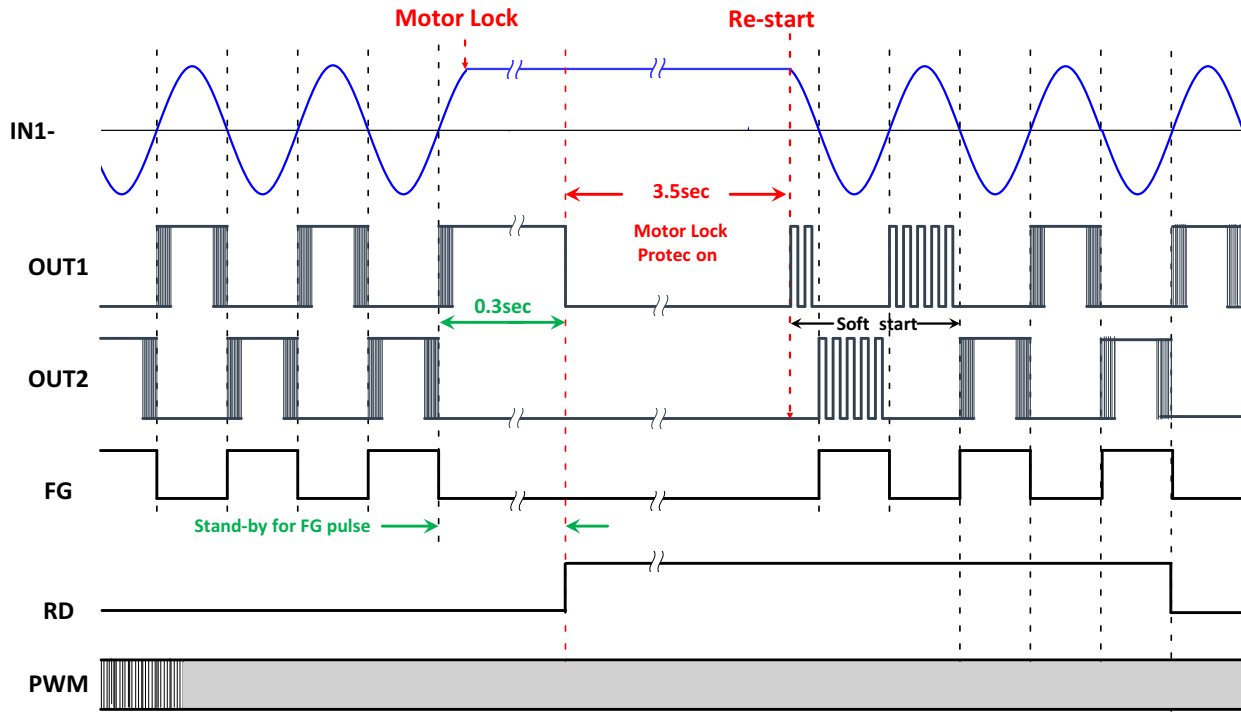 Motor Lock
Re-start
IN1-
3.5sec
Motor Lock
Protec on
OUT1
0.3sec
Soft start
OUT2
FG
Stand-by for FG pulse
RD
PWM